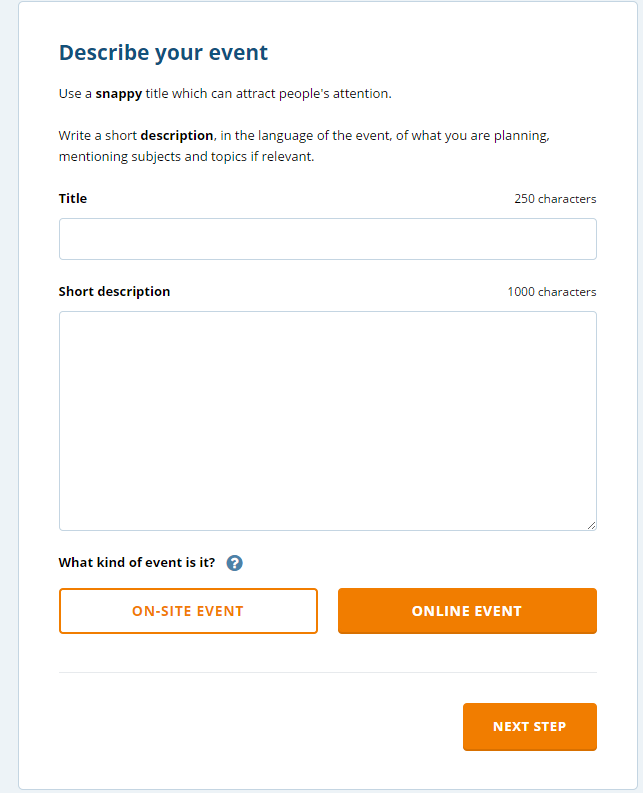 Describe your event
Use a snappy title which can attract people's attention.
Write a short description, in the language of the event, of what you are planning,
mentioning subjects and topics if relevant.
Title
250 characters
Short description
1000 characters
What kind of event is it? ?
ON-SITE EVENT
ONLINE EVENT
NEXT STEP